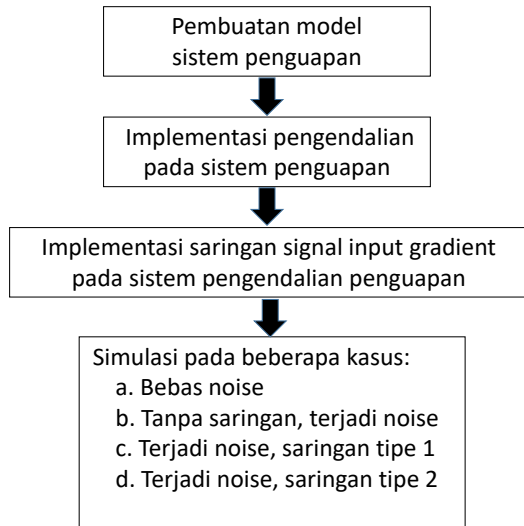 Pembuatan model
sistem penguapan
Implementasi pengendalian
pada sistem penguapan
Implementasi saringan signal input gradient
pada sistem pengendalian penguapan
Simulasi pada beberapa kasus:
a. Bebas noise
b. Tanpa saringan, terjadi noise
c. Terjadi noise, saringan tipe 1
d. Terjadi noise, saringan tipe 2